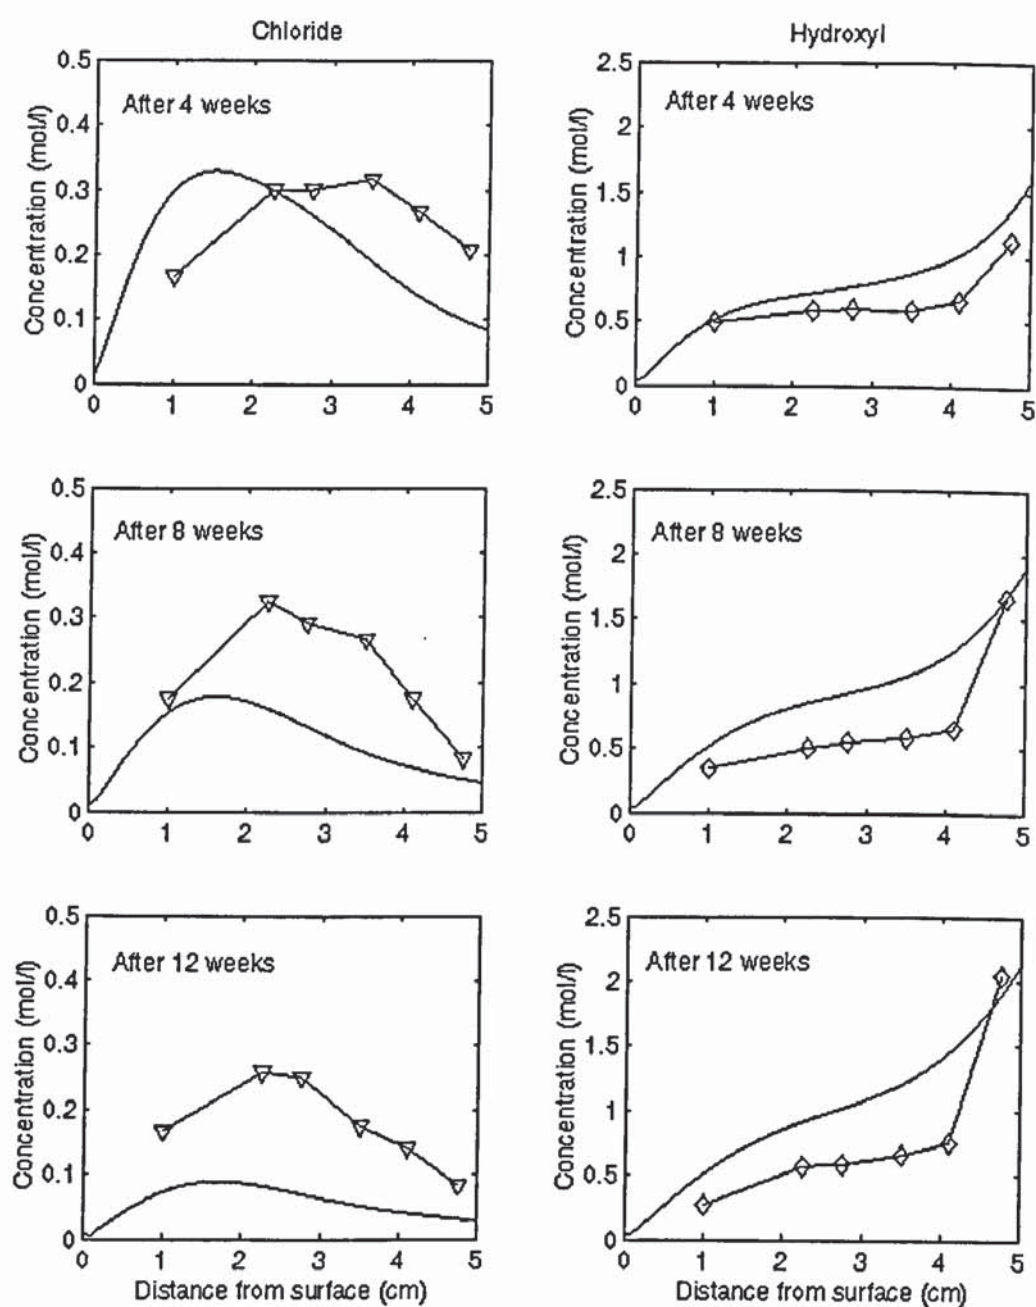 Chloride
Hydroxyl
0.5
0.4
0.3
0.2
0.1
0
Concentration (mol/l)
After 4 weeks
0 1 2 3 4 5
2.5
2
1.5
1
0.5
0
Concentration (mol/l)
After 4 weeks
0 1 2 3 4 5
0.5
0.4
0.3
0.2
0.1
0
Concentration (mol/l)
After 8 weeks
0 1 2 3 4 5
2.5
2
1.5
1
0.5
0
Concentration (mol/l)
After 8 weeks
0 1 2 3 4 5
0.5
0.4
0.3
0.2
0.1
0
Concentration (mol/l)
After 12 weeks
0 1 2 3 4 5
Distance from surface (cm)
2.5
2
1.5
1
0.5
0
Concentration (mol/l)
After 12 weeks
0 1 2 3 4 5
Distance from surface (cm)